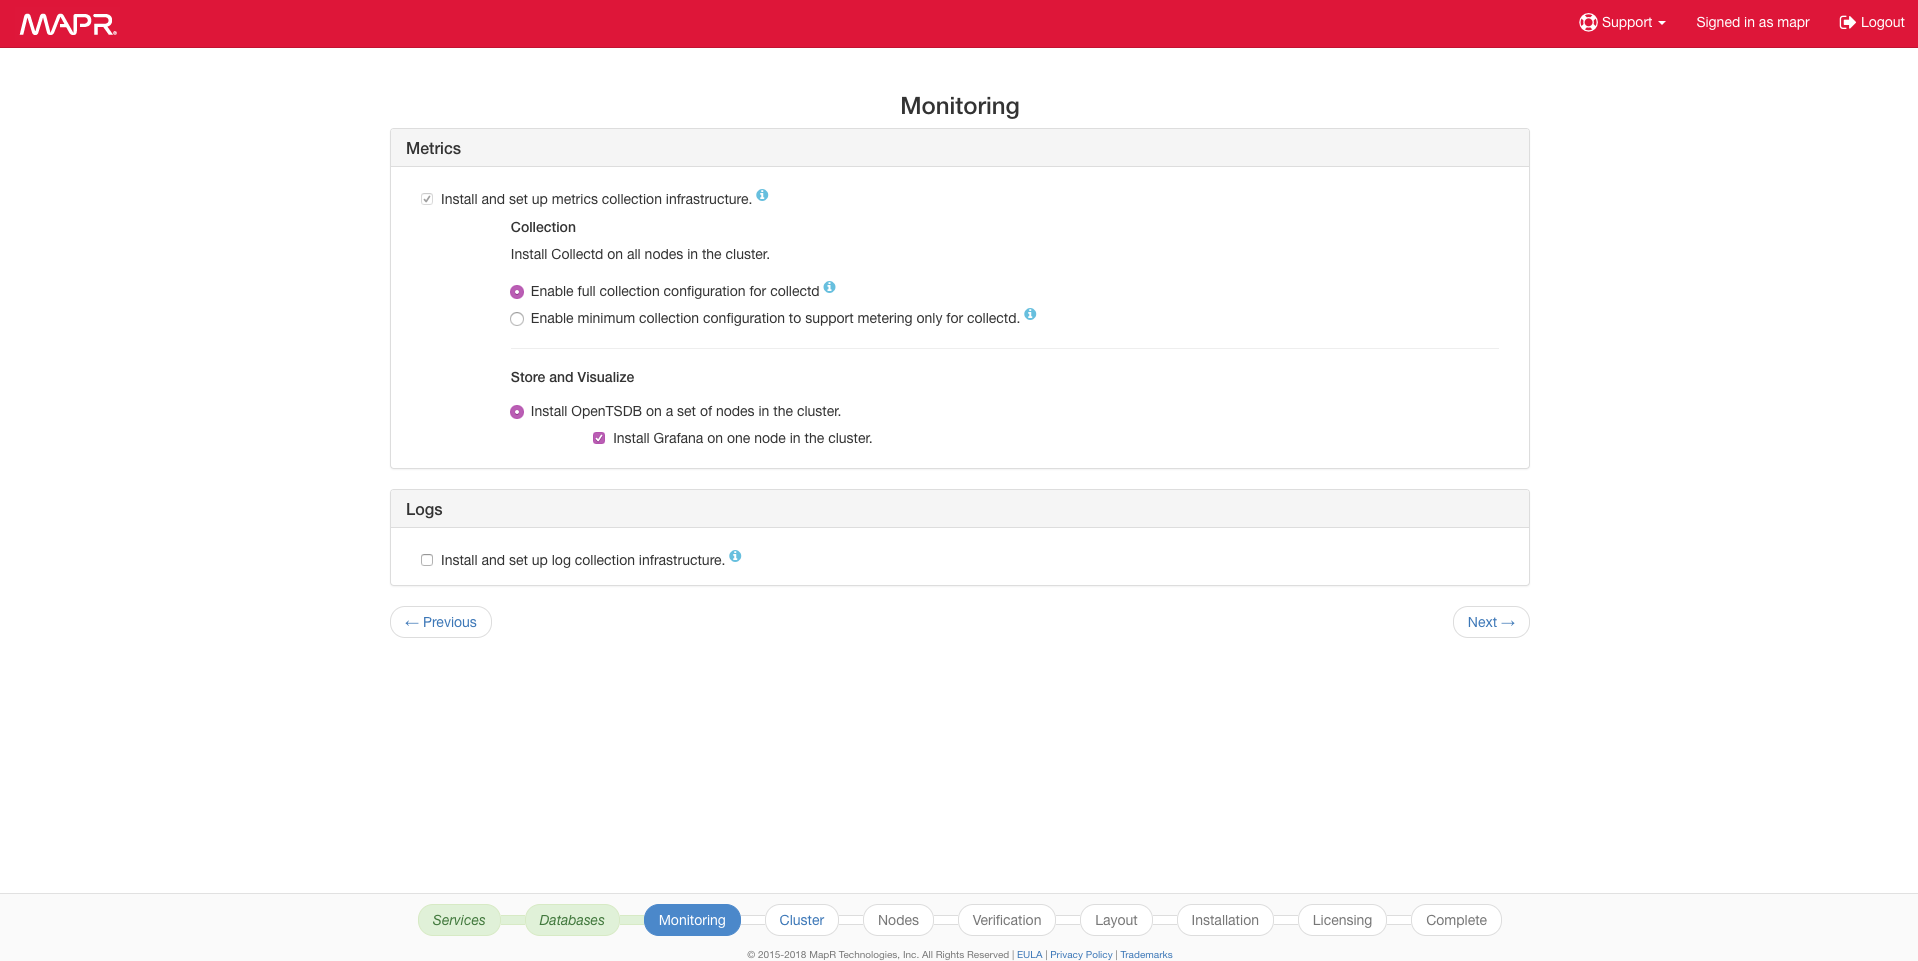 MAPR
Support
Signed in as mapr
Logout
Monitoring
Metrics
Install and set up metrics collection infrastructure.
Collection
Install Collectd on all nodes in the cluster.
Enable full collection configuration for collectd
Enable minimum collection configuration to support metering only for collectd.
Store and Visualize
Install OpenTSDB on a set of nodes in the cluster.
Install Grafana on one node in the cluster.
Logs
Install and set up log collection infrastructure.
← Previous
Next →
Services
Databases
Monitoring
Cluster
Nodes
Verification
Layout
Installation
Licensing
Complete
© 2015-2018 MapR Technologies, Inc. All Rights Reserved | EULA | Privacy Policy | Trademarks